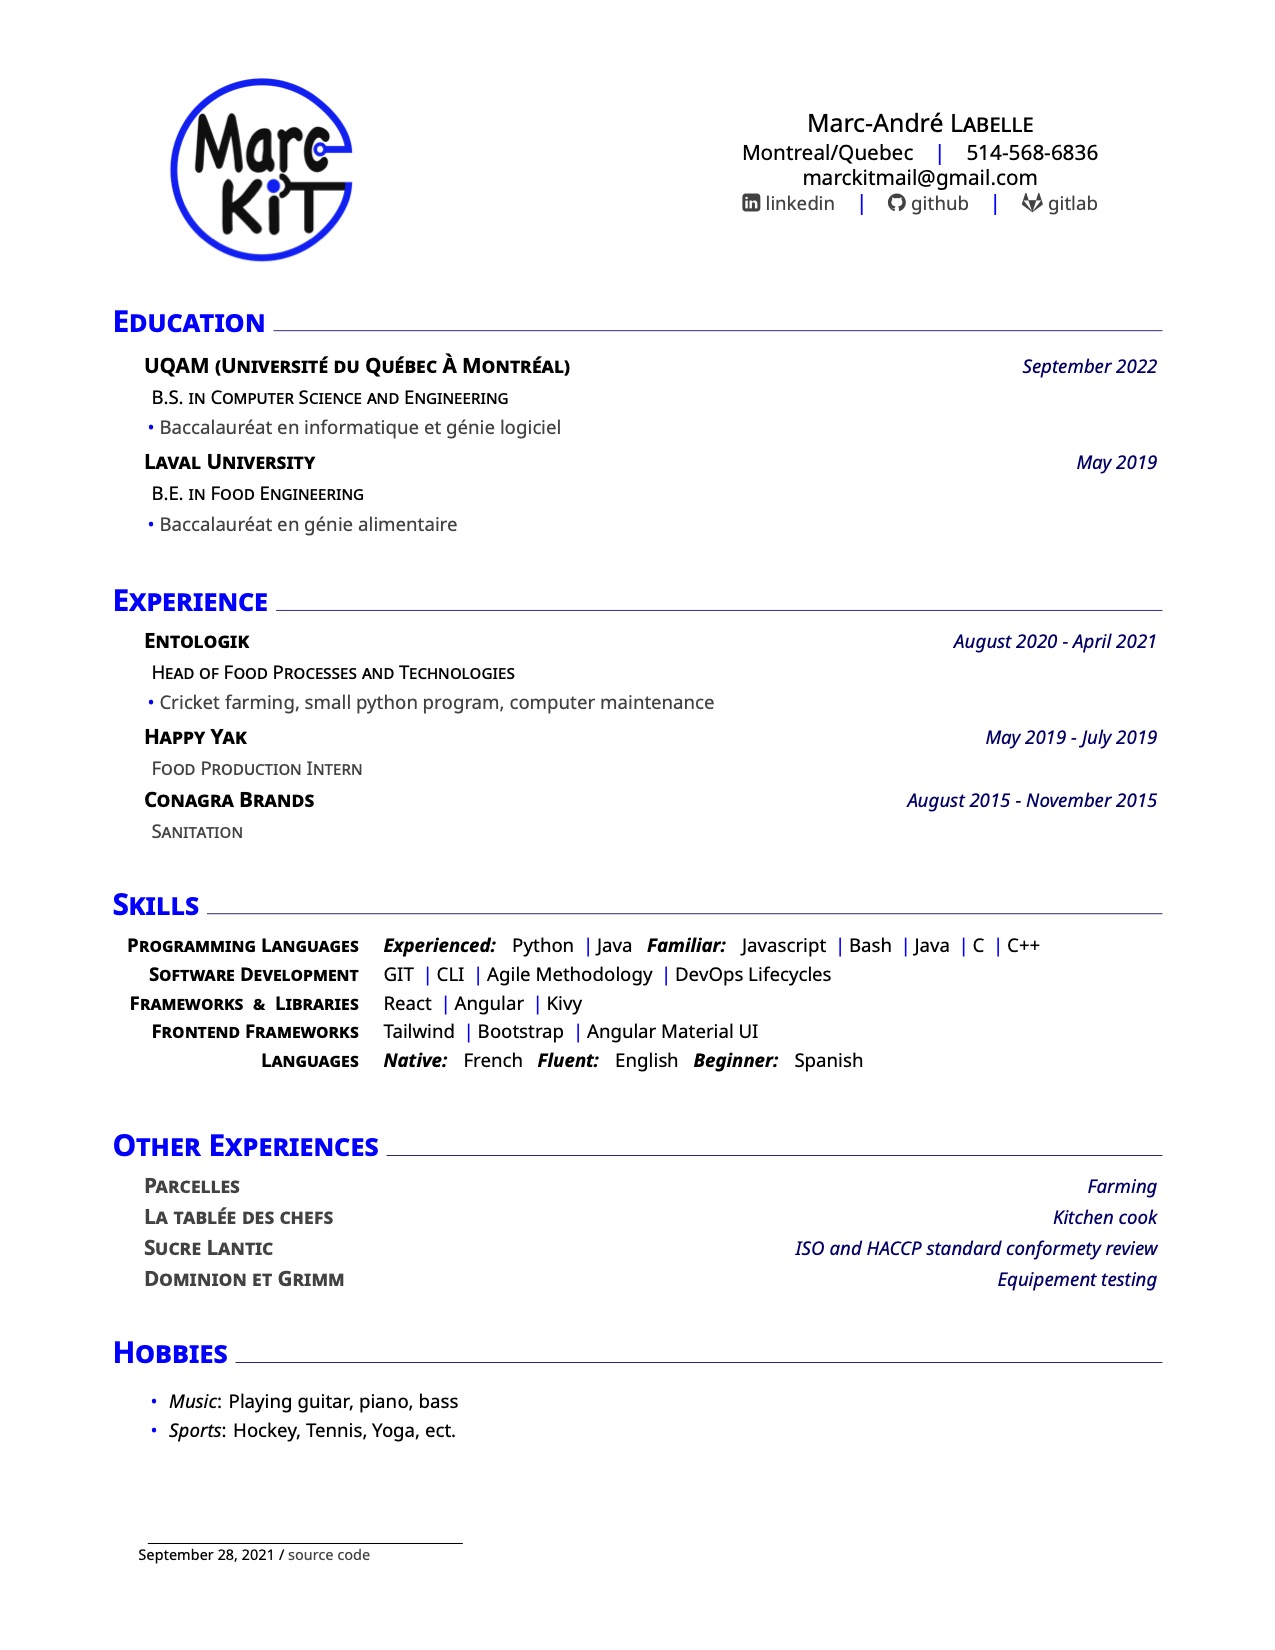 Marc
KiT
Marc-André LABELLE
Montreal/Quebec | 514-568-6836
marckitmail@gmail.com
linkedin | github | gitlab
EDUCATION
UQAM (UNIVERSITÉ DU QUÉBEC À MONTRÉAL) September 2022
B.S. IN COMPUTER SCIENCE AND ENGINEERING
• Baccalauréat en informatique et génie logiciel
LAVAL UNIVERSITY May 2019
B.E. IN FOOD ENGINEERING
• Baccalauréat en génie alimentaire
EXPERIENCE
ENTOLOGIK August 2020 - April 2021
HEAD OF FOOD PROCESSES AND TECHNOLOGIES
• Cricket farming, small python program, computer maintenance
HAPPY YAK May 2019 - July 2019
FOOD PRODUCTION INTERN
CONAGRA BRANDS August 2015 - November 2015
SANITATION
SKILLS
PROGRAMMING LANGUAGES Experienced: Python | Java Familiar: Javascript | Bash | Java | C | C++
SOFTWARE DEVELOPMENT GIT | CLI | Agile Methodology | DevOps Lifecycles
FRAMEWORKS & LIBRARIES React | Angular | Kivy
FRONTEND FRAMEWORKS Tailwind | Bootstrap | Angular Material UI
LANGUAGES Native: French Fluent: English Beginner: Spanish
OTHER EXPERIENCES
PARCELLES Farming
LA TABLÉE DES CHEFS Kitchen cook
SUCRE LANTIC ISO and HACCP standard conformety review
DOMINION ET GRIMM Equipement testing
HOBBIES
• Music: Playing guitar, piano, bass
• Sports: Hockey, Tennis, Yoga, ect.
September 28, 2021 / source code